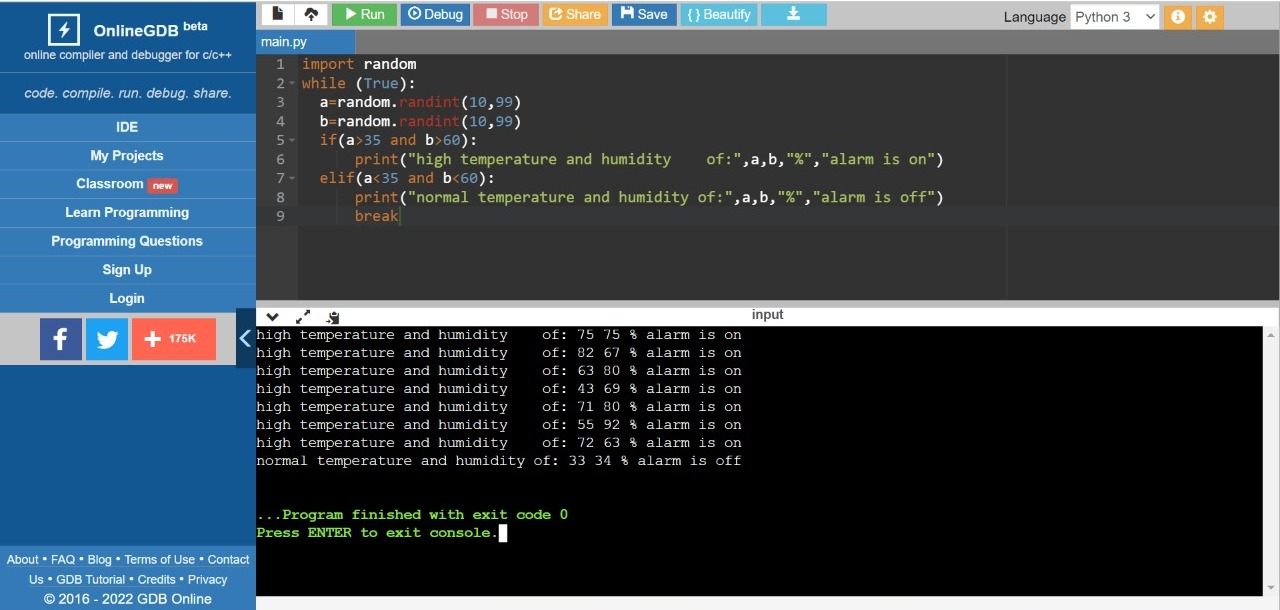 OnlineGDB beta
online compiler and debugger for c/c++
code. compile. run. debug. share.
IDE
My Projects
Classroom new
Learn Programming
Programming Questions
Sign Up
Login
f + 175K
About • FAQ • Blog • Terms of Use • Contact
Us • GDB Tutorial • Credits • Privacy
© 2016 - 2022 GDB Online
Run Debug Stop Share Save { } Beautify Language Python 3
main.py
1 import random
2 while (True):
3   a=random.randint(10,99)
4   b=random.randint(10,99)
5   if(a>35 and b>60):
6       print("high temperature and humidity    of:",a,b,"%","alarm is on")
7   elif(a<35 and b<60):
8       print("normal temperature and humidity of:",a,b,"%","alarm is off")
9       break
input
high temperature and humidity    of: 75 75 % alarm is on
high temperature and humidity    of: 82 67 % alarm is on
high temperature and humidity    of: 63 80 % alarm is on
high temperature and humidity    of: 43 69 % alarm is on
high temperature and humidity    of: 71 80 % alarm is on
high temperature and humidity    of: 55 92 % alarm is on
high temperature and humidity    of: 72 63 % alarm is on
normal temperature and humidity of: 33 34 % alarm is off
...Program finished with exit code 0
Press ENTER to exit console.